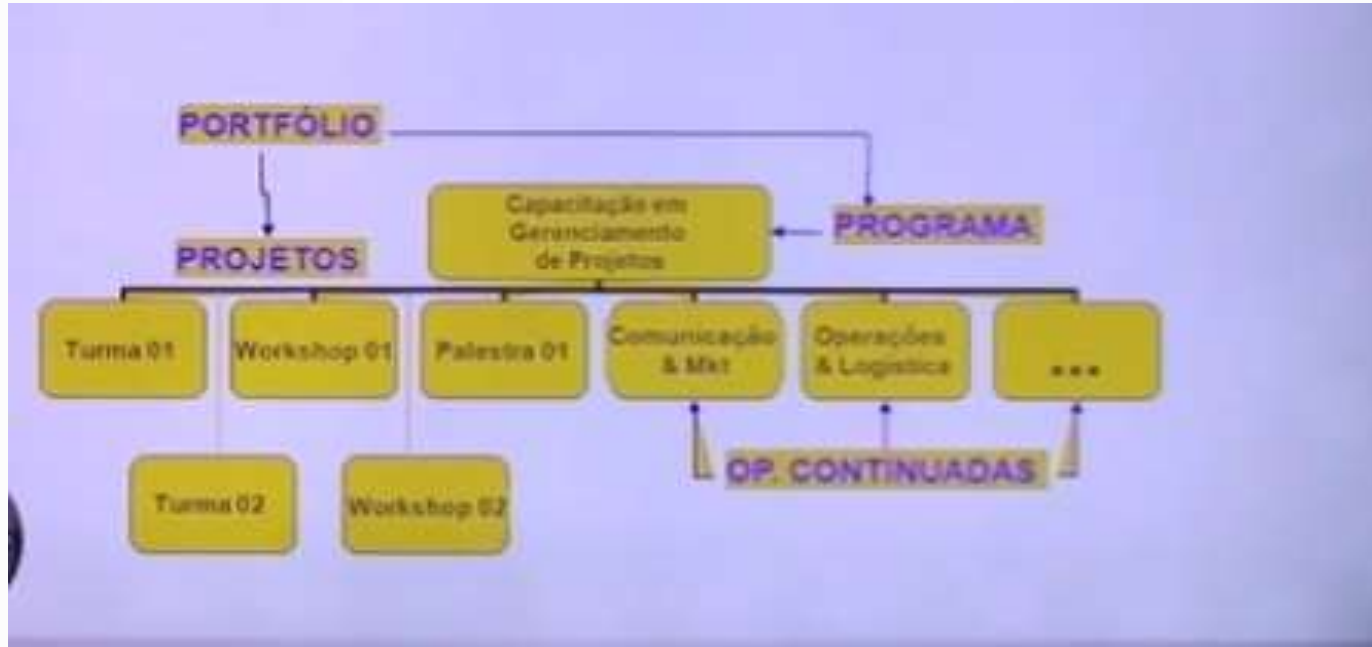 PORTFÓLIO
Capacitação em
Gerenciamento
de Projetos
PROGRAMA
PROJETOS
Turma 01
Workshop 01
Palestra 01
Comunicação
& Mkt
Operações
& Logística
...
OP. CONTINUADAS
Turma 02
Workshop 02